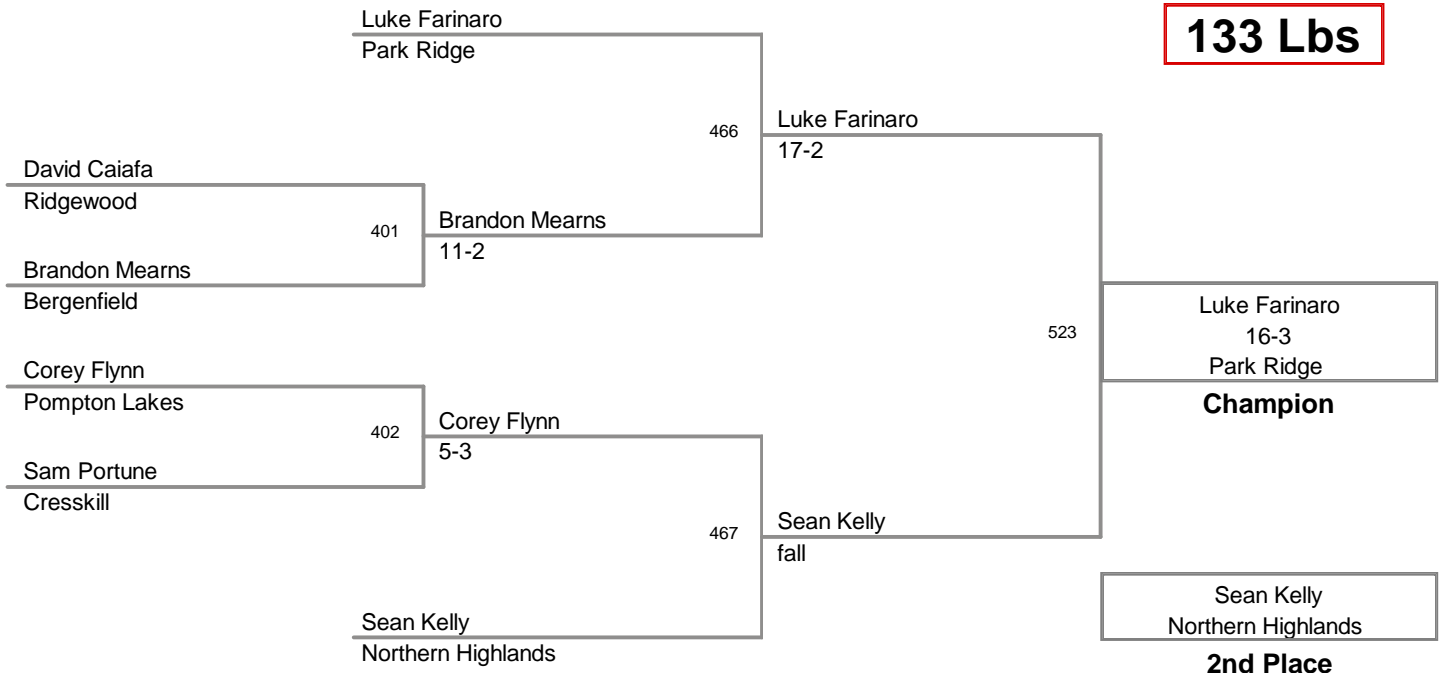 Luke Farinaro
133 Lbs
Park Ridge
466
Luke Farinaro
17-2
David Caiafa
Ridgewood
401
Brandon Mearns
11-2
Brandon Mearns
Bergenfield
Luke Farinaro
16-3
Park Ridge
Champion
523
Corey Flynn
Pompton Lakes
402
Corey Flynn
5-3
Sam Portune
Cresskill
467
Sean Kelly
fall
Sean Kelly
Northern Highlands
Sean Kelly
Northern Highlands
2nd Place